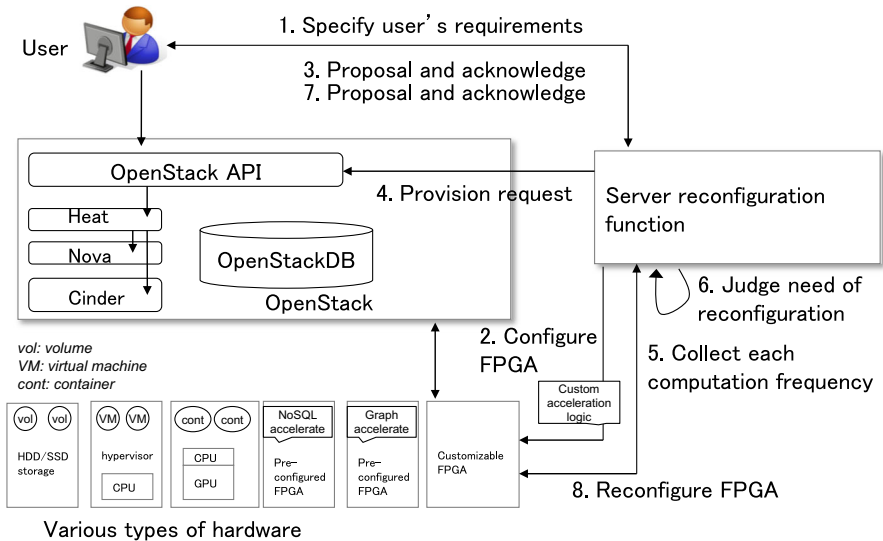 1. Specify user's requirements
User
3. Proposal and acknowledge
7. Proposal and acknowledge
OpenStack API
4. Provision request
Server reconfiguration
function
Heat
Nova
Cinder
OpenStackDB
OpenStack
6. Judge need of
reconfiguration
2. Configure
FPGA
5. Collect each
computation frequency
vol: volume
VM: virtual machine
cont: container
Custom
acceleration
logic
vol vol
HDD/SSD
storage
VM VM
hypervisor
CPU
cont cont
CPU
GPU
NoSQL
accelerate
Pre-
configured
FPGA
Graph
accelerate
Pre-
configured
FPGA
Customizable
FPGA
8. Reconfigure FPGA
Various types of hardware